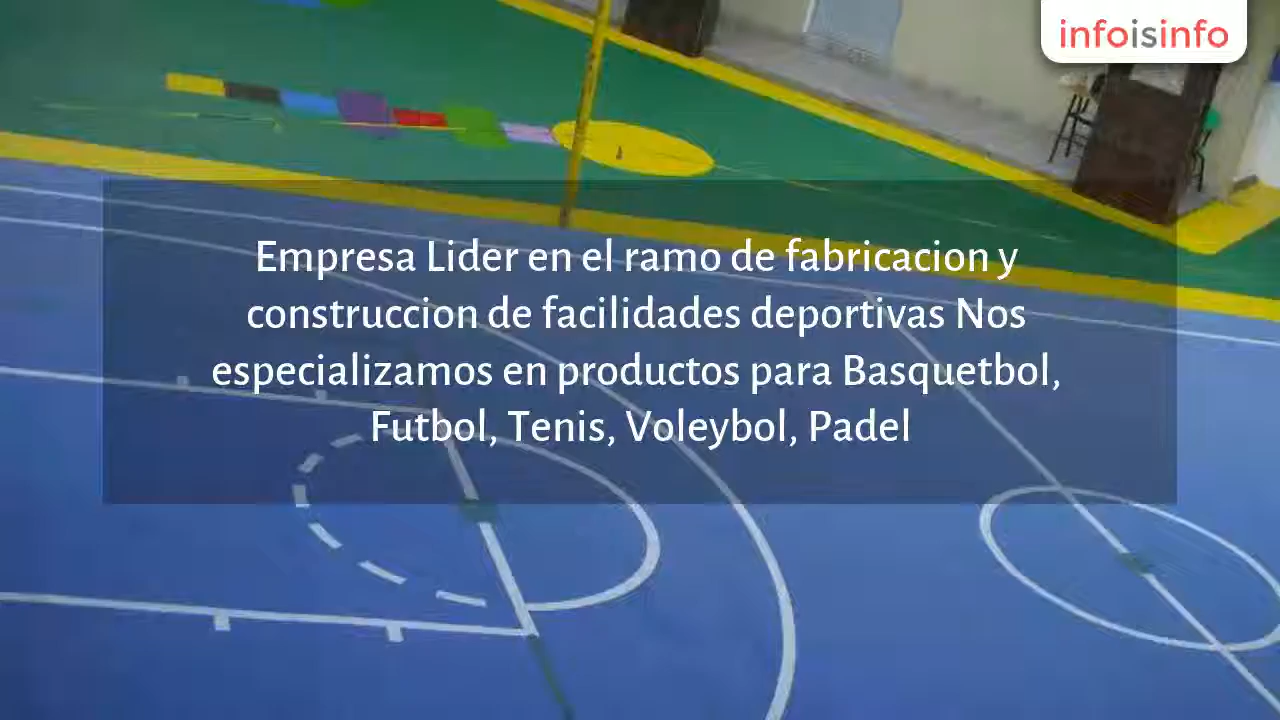 infoisinfo
Empresa Lider en el ramo de fabricacion y
construccion de facilidades deportivas Nos
especializamos en productos para Basquetbol,
Futbol, Tenis, Voleybol, Padel